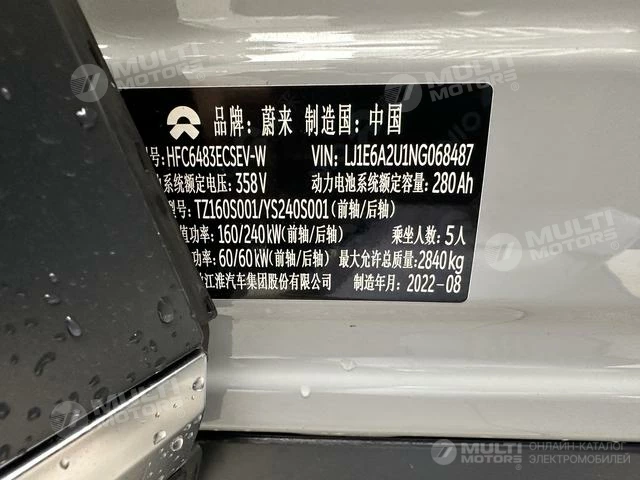 品牌: 蔚来 制造国: 中国
号: HFC6483ECSEV-W VIN: LJ1E6A2U1NG068487
系统额定电压: 358V 动力电池系统额定容量: 280Ah
型号: TZ160S001/YS240S001(前轴/后轴)
值功率: 160/240kW(前轴/后轴) 乘坐人数: 5人
功率: 60/60kW(前轴/后轴) 最大允许总质量: 2840kg
江淮汽车集团股份有限公司 制造年月: 2022-08
MULTI MOTORS
MULTI MOTORS
MULTI MOTORS
MULTI MOTORS
MULTI MOTORS ОНЛАЙН-КАТАЛОГ ЭЛЕКТРОМОБИЛЕЙ